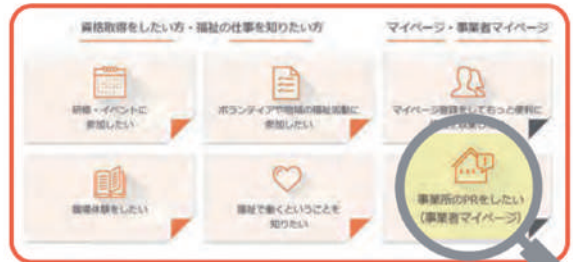 資格取得をしたい方・福祉の仕事を知りたい方
マイページ・事業者マイページ
研修・イベントに
参加したい
ボランティアや地域の福祉活動に
参加したい
マイページ登録をしてもっと便利に
職場体験をしたい
福祉で働くということを
知りたい
事業所のPRをしたい
(事業者マイページ)